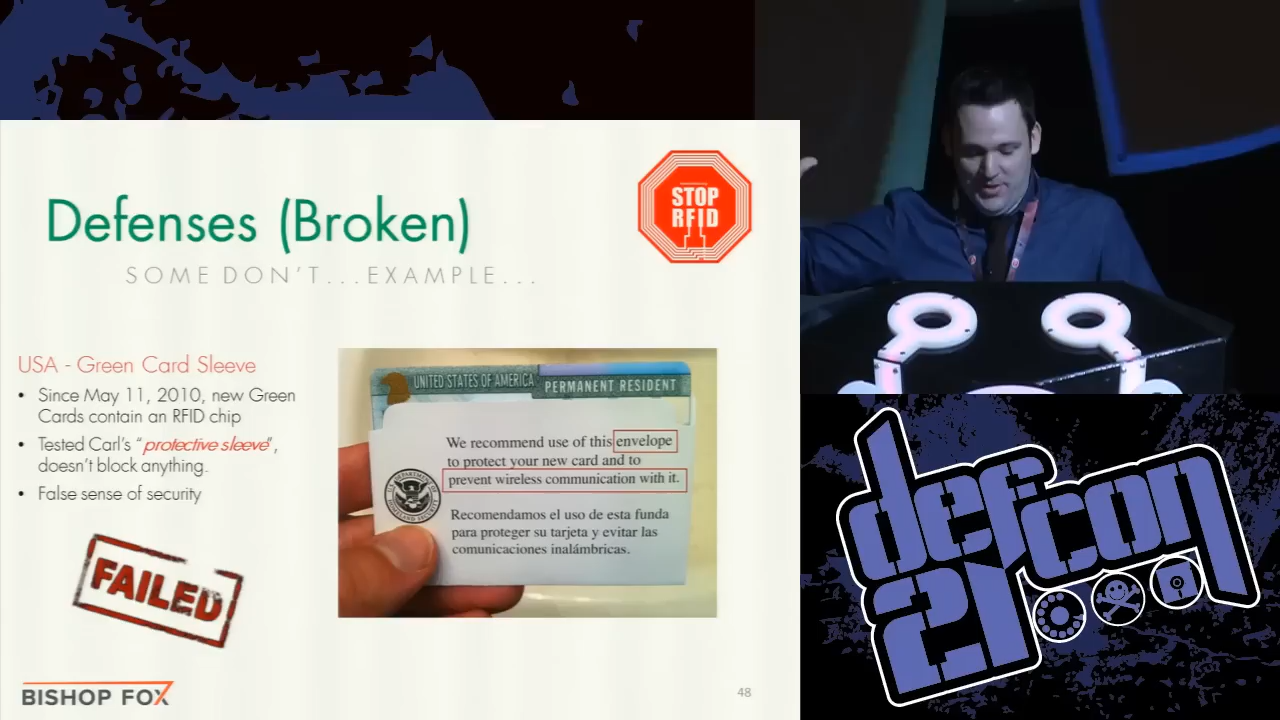 STOP
RFID
Defenses (Broken)
SOME DON'T...EXAMPLE...
USA - Green Card Sleeve
• Since May 11, 2010, new Green
Cards contain an RFID chip
• Tested Carl's "protective sleeve",
doesn't block anything.
• False sense of security
FAILED
UNITED STATES OF AMERICA
PERMANENT RESIDENT
We recommend use of this envelope
to protect your new card and to
prevent wireless communication with it.
Recomendamos el uso de esta funda
para proteger su tarjeta y evitar las
comunicaciones inalámbricas.
BISHOP FOX
48
defcon
21